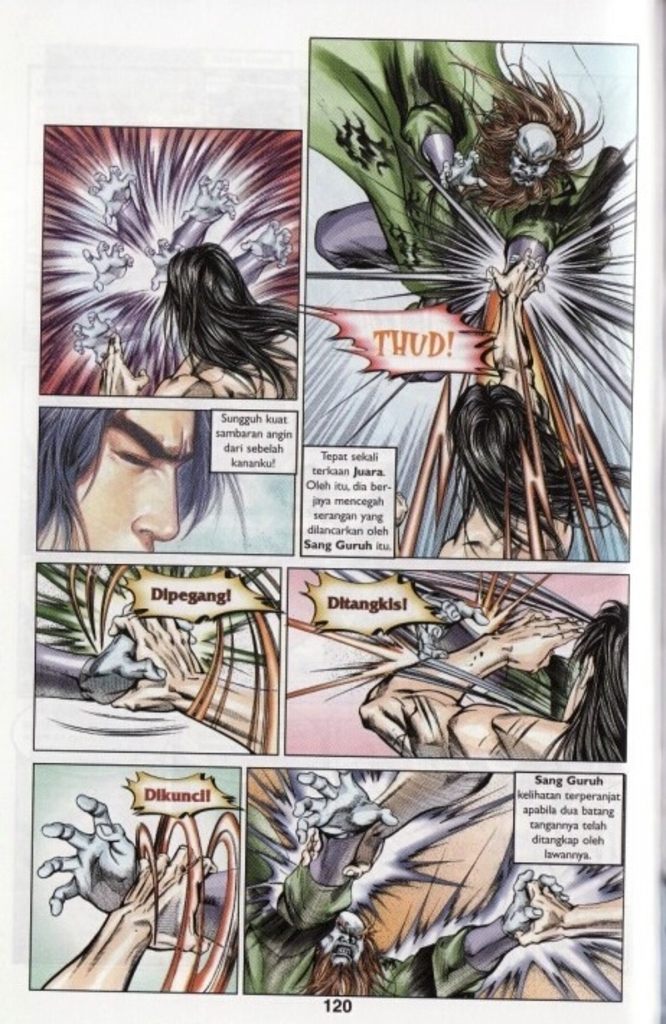 Sungguh kuat
sambaran angin
dari sebelah
kananku!
THUD!
Tepat sekali
terkaan Juara.
Oleh itu, dia ber-
jaya mencegah
serangan yang
dilancarkan oleh
Sang Guruh itu.
Dipegang!
Ditangkis!
Dikunci!
Sang Guruh
kelihatan terperanjat
apabila dua batang
tangannya telah
ditangkap oleh
lawannya.
120